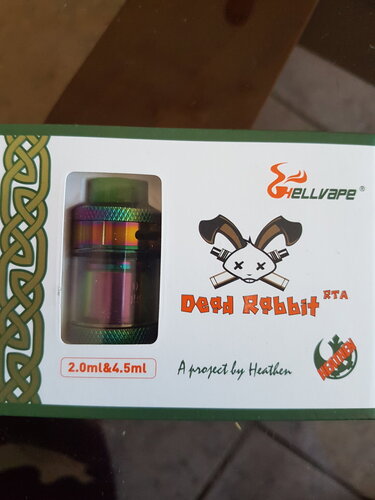 HELLVAPE®
Dead Rabbit RTA
2.0ml&4.5ml
A project by Heathen
HEATHEN